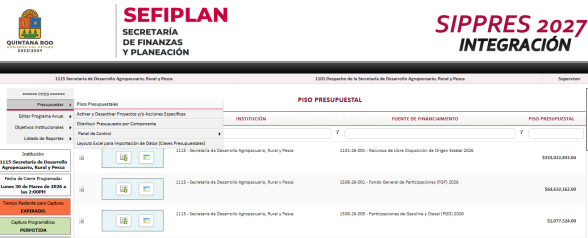 QUINTANA ROO
2022/2027
SEFIPLAN
SECRETARÍA
DE FINANZAS
Y PLANEACIÓN
SIPPRES 2027
INTEGRACIÓN
1115 Secretaría de Desarrollo Agropecuario, Rural y Pesca
1101 Despacho de la Secretaría de Desarrollo Agropecuario, Rural y Pesca
Supervisor
====== Inicio ======
Presupuestar
Editar Programa Anual
Objetivos Institucionales
Listado de Reportes
Pisos Presupuestales
Activar y Desactivar Proyectos y/o Acciones Específicas
Distribuir Presupuesto por Componente
Panel de Control
Layouts Excel para Importación de Datos (Claves Presupuestales)
PISO PRESUPUESTAL
INSTITUCIÓN
FUENTE DE FINANCIAMIENTO
PISO PRESUPUESTAL
Institución:
1115-Secretaría de Desarrollo
Agropecuario, Rural y Pesca
Fecha de Cierre Programada:
Lunes 30 de Marzo de 2026 a
las 2:00PM
Tiempo Restante para Captura:
EXPIRADO.
Captura Programática:
PERMITIDA
1115 - Secretaría de Desarrollo Agropecuario, Rural y Pesca
1101-26-001 - Recursos de Libre Disposición de Origen Estatal 2026
$333,022,833.00
1115 - Secretaría de Desarrollo Agropecuario, Rural y Pesca
1508-26-001 - Fondo General de Participaciones (FGP) 2026
$64,632,163.00
1115 - Secretaría de Desarrollo Agropecuario, Rural y Pesca
1508-26-005 - Participaciones de Gasolina y Diesel (PGD) 2026
$1,077,524.00